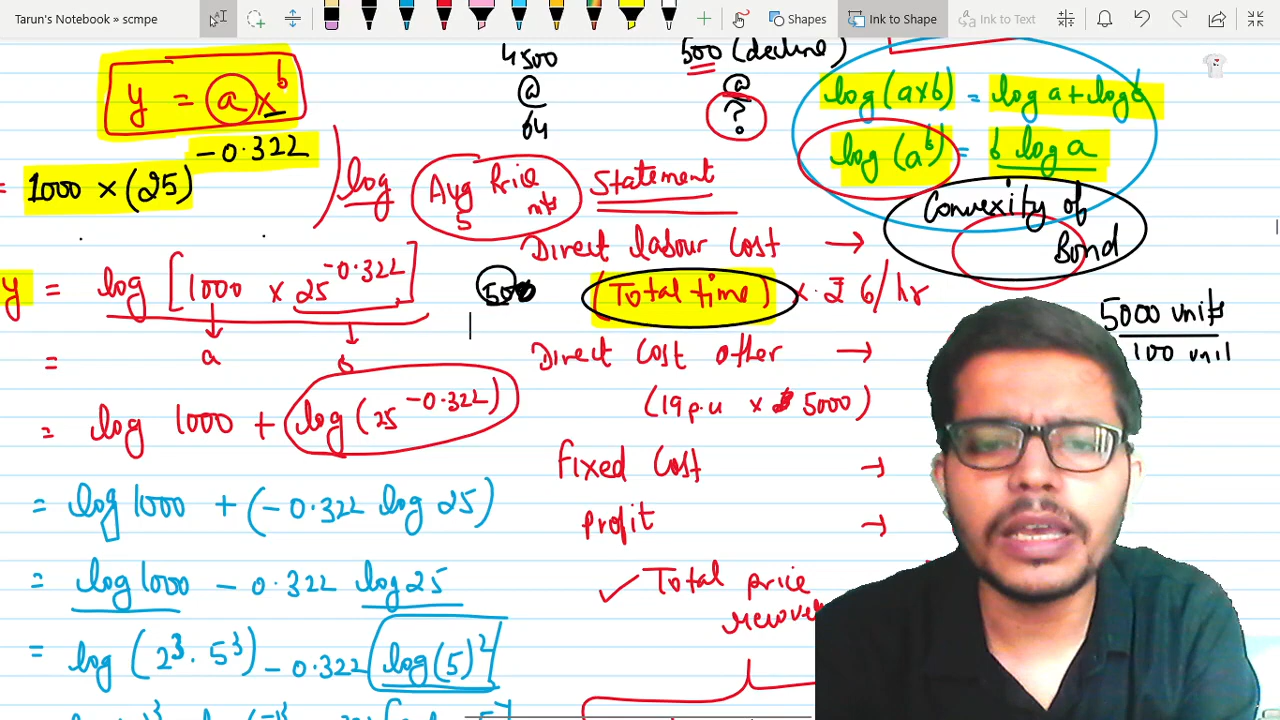 Tarun's Notebook » scmpe
Shapes
Ink to Shape
Ink to Text
y = a x^b
4500
@
64
500 (decline)
@
?
log (a×b) = log a + log b
log (a^b) = b log a
= 1000 × (25)^-0.322
log
Avg Price
5
Statement
Convexity of
Bond
Direct labour cost →
y = log [1000 × 25^-0.322]
a b
500
(Total time) × ₹ 6/hr
5000 units
100 unit
=
Direct Cost other →
(19 p.u × 5000)
= log 1000 + log (25^-0.322)
Fixed Cost →
= log 1000 + (-0.322 log 25)
Profit →
= log 1000 - 0.322 log 25
✓ Total price
= log (2^3 · 5^3) - 0.322 log (5)^2